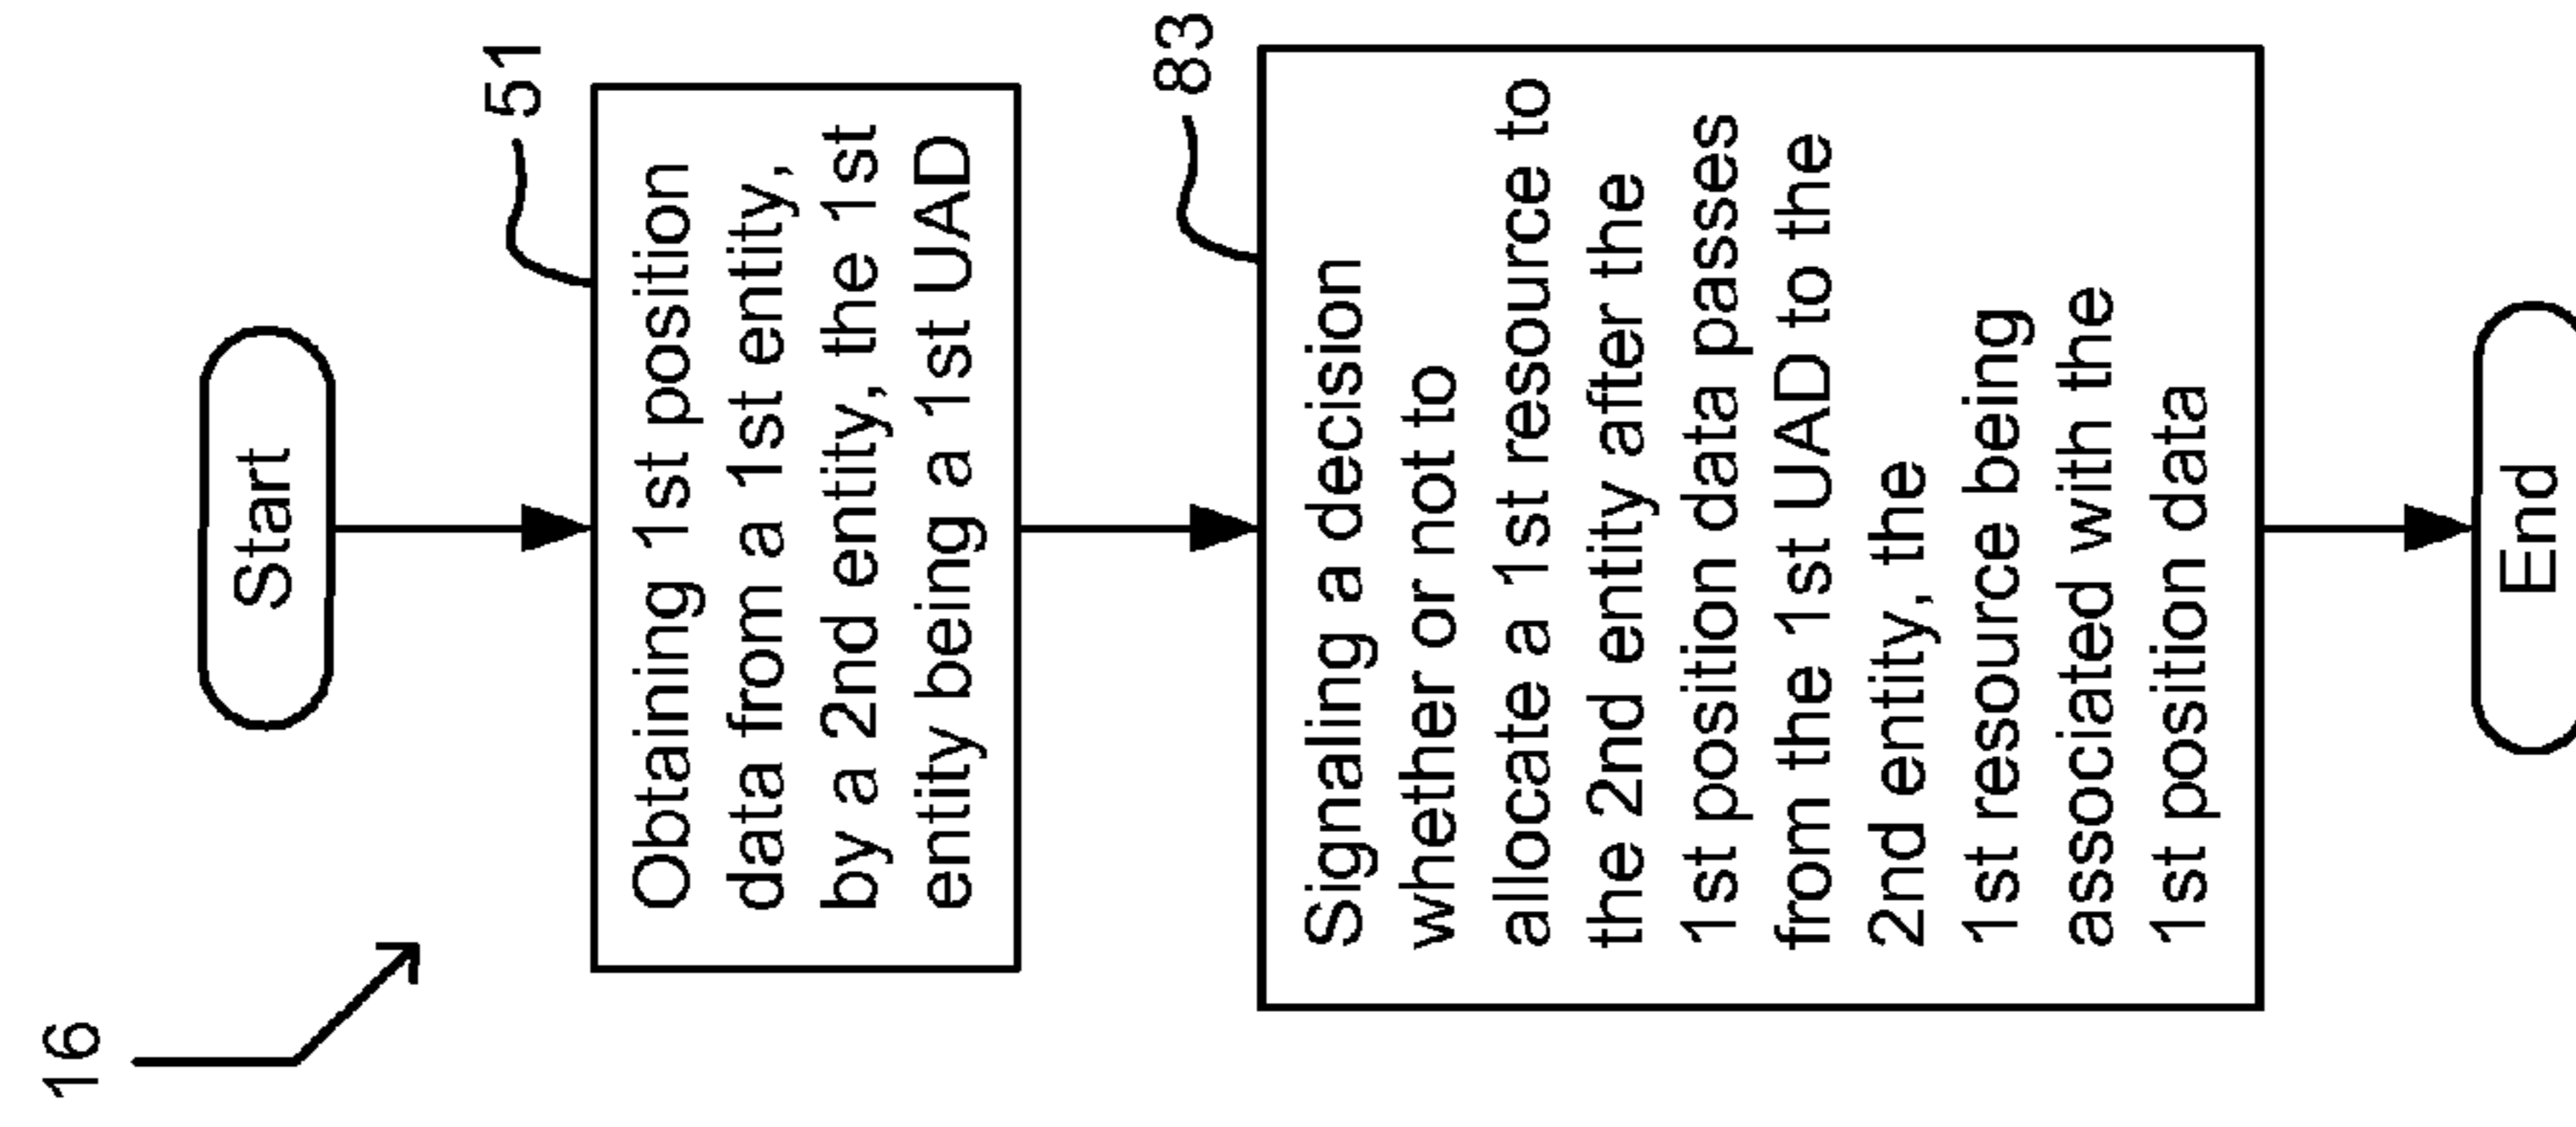 16
Start
51
Obtaining 1st position
data from a 1st entity,
by a 2nd entity, the 1st
entity being a 1st UAD
83
Signaling a decision
whether or not to
allocate a 1st resource to
the 2nd entity after the
1st position data passes
from the 1st UAD to the
2nd entity, the
1st resource being
associated with the
1st position data
End